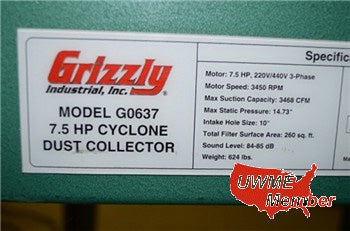 Grizzly
Industrial, Inc.
MODEL G0637
7.5 HP CYCLONE
DUST COLLECTOR
Specific
Motor: 7.5 HP, 220V/440V 3-Phase
Motor Speed: 3450 RPM
Max Suction Capacity: 3468 CFM
Max Static Pressure: 14.73"
Intake Hole Size: 10"
Total Filter Surface Area: 260 sq. ft.
Sound Level: 84-85 dB
Weight: 624 lbs.
UWME
Member